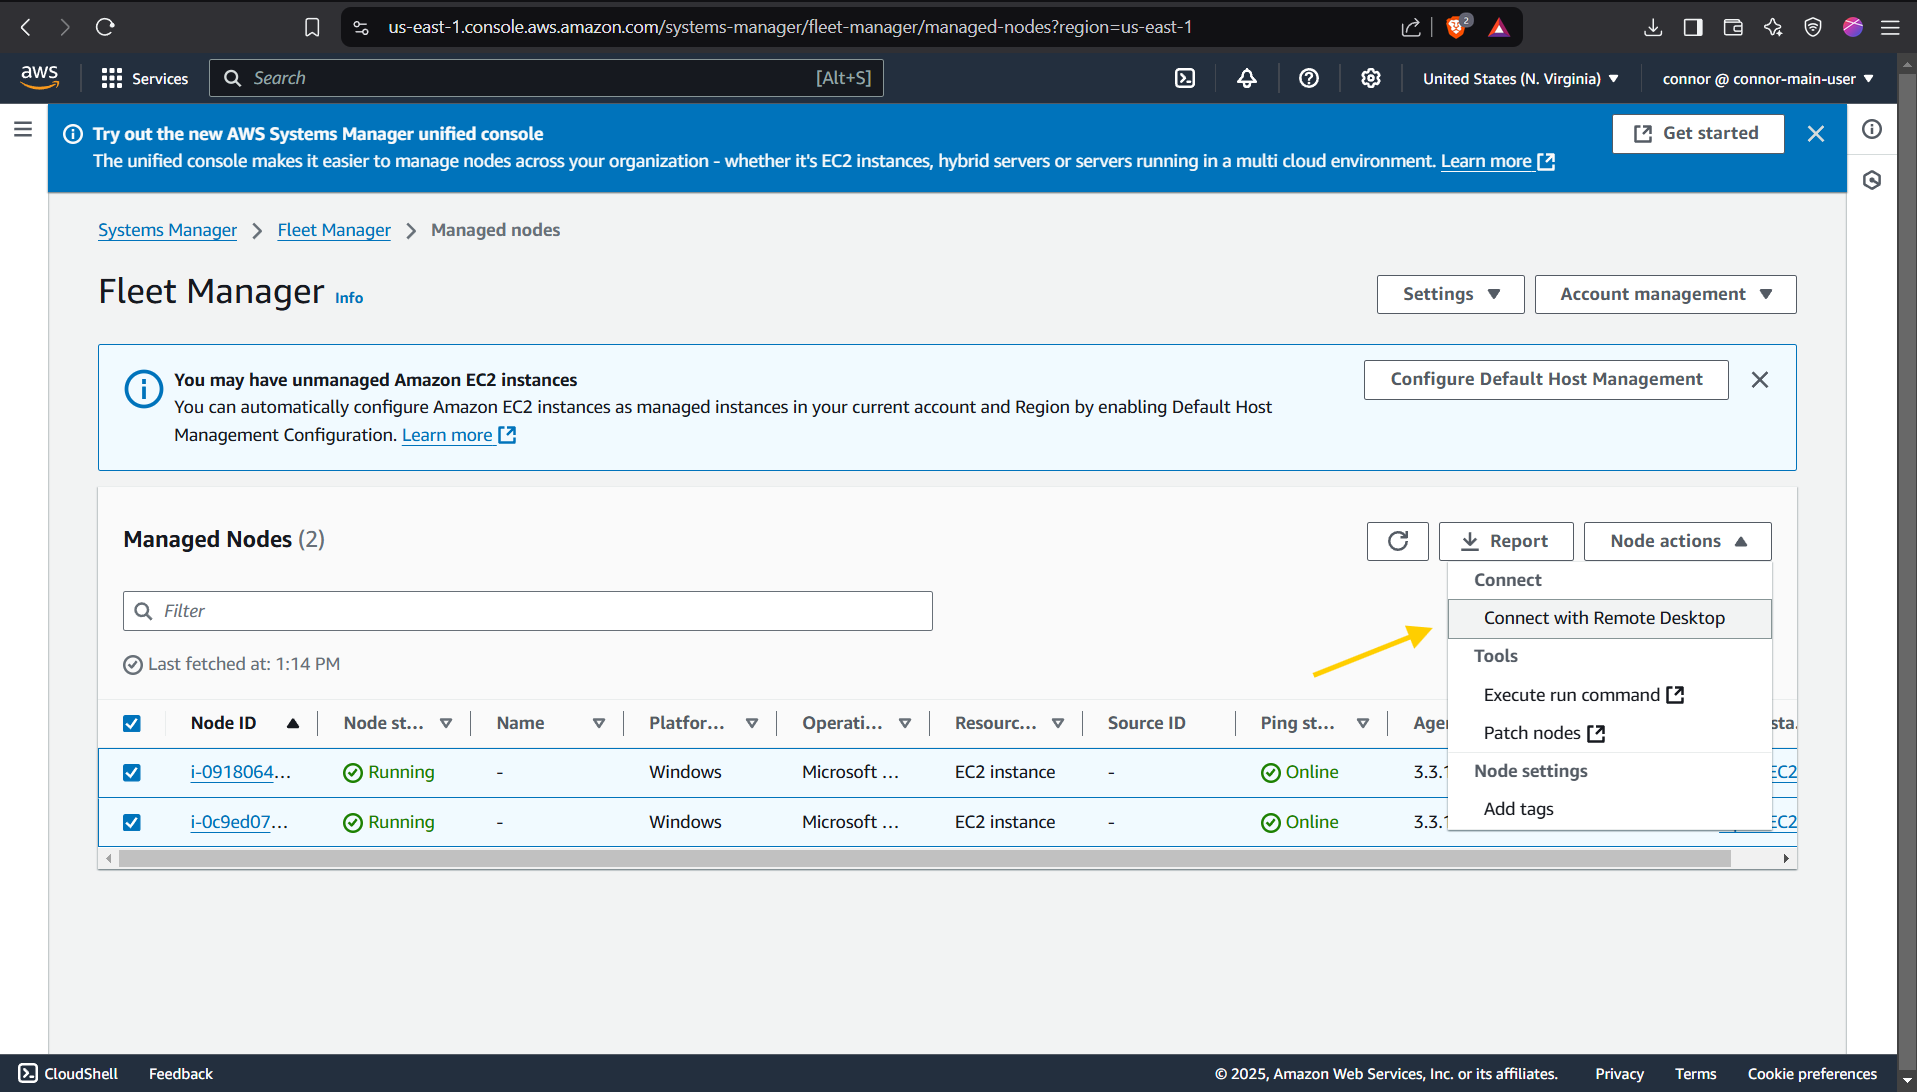 us-east-1.console.aws.amazon.com/systems-manager/fleet-manager/managed-nodes?region=us-east-1
2
aws
Services
Search
[Alt+S]
United States (N. Virginia)
connor @ connor-main-user
Try out the new AWS Systems Manager unified console
The unified console makes it easier to manage nodes across your organization - whether it's EC2 instances, hybrid servers or servers running in a multi cloud environment. Learn more
Get started
Systems Manager > Fleet Manager > Managed nodes
Fleet Manager Info
Settings
Account management
You may have unmanaged Amazon EC2 instances
You can automatically configure Amazon EC2 instances as managed instances in your current account and Region by enabling Default Host
Management Configuration. Learn more
Configure Default Host Management
Managed Nodes (2)
Report
Node actions
Connect
Connect with Remote Desktop
Tools
Execute run command
Patch nodes
Node settings
Add tags
Filter
Last fetched at: 1:14 PM
Node ID Node st... Name Platfor... Operati... Resourc... Source ID Ping st...
i-0918064... Running - Windows Microsoft ... EC2 instance - Online 3.3. EC2
i-0c9ed07... Running - Windows Microsoft ... EC2 instance - Online 3.3. EC2
CloudShell Feedback
© 2025, Amazon Web Services, Inc. or its affiliates. Privacy Terms Cookie preferences